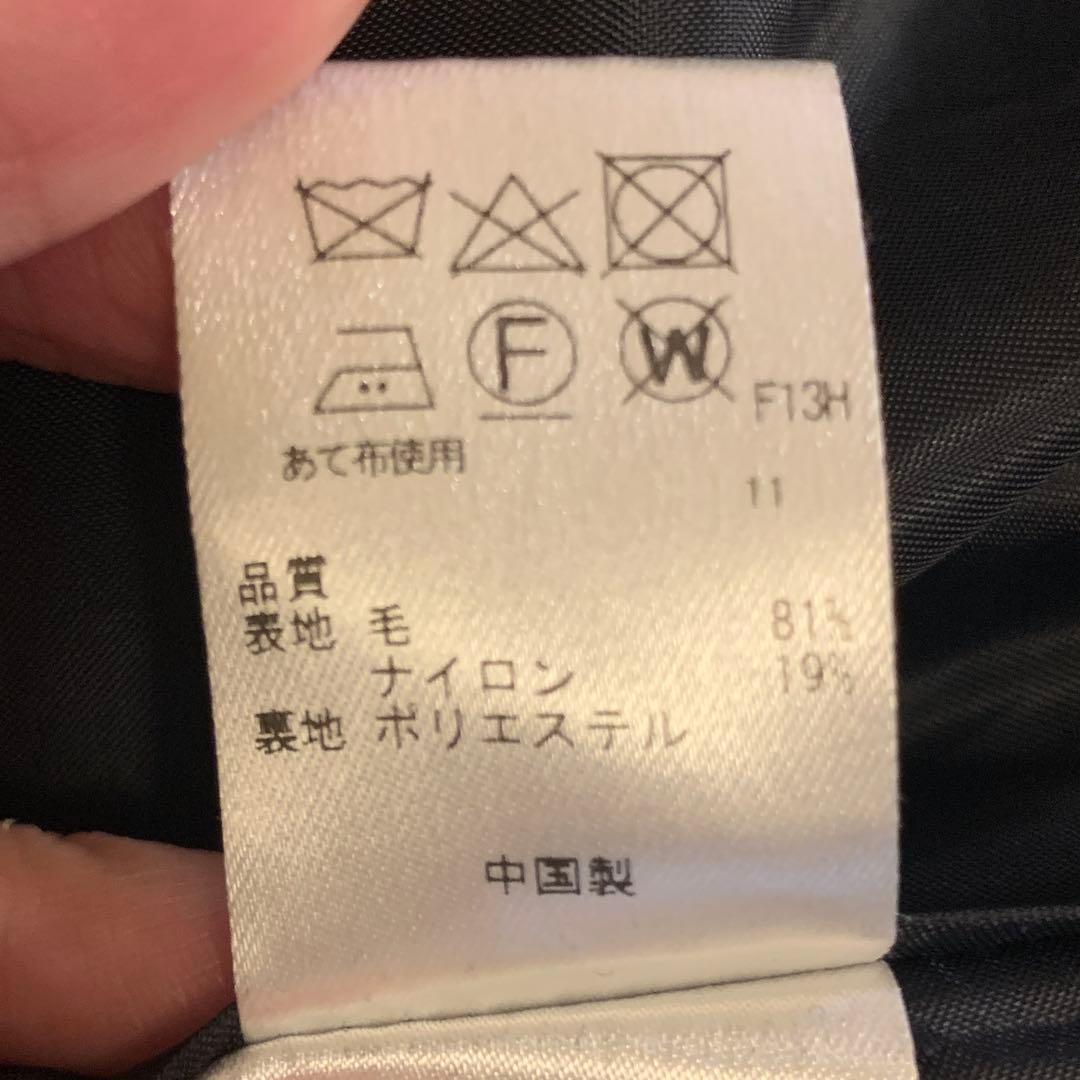 F W F13H
あて布使用
11
品質
表地 毛 81%
ナイロン 19%
裏地 ポリエステル
中国製